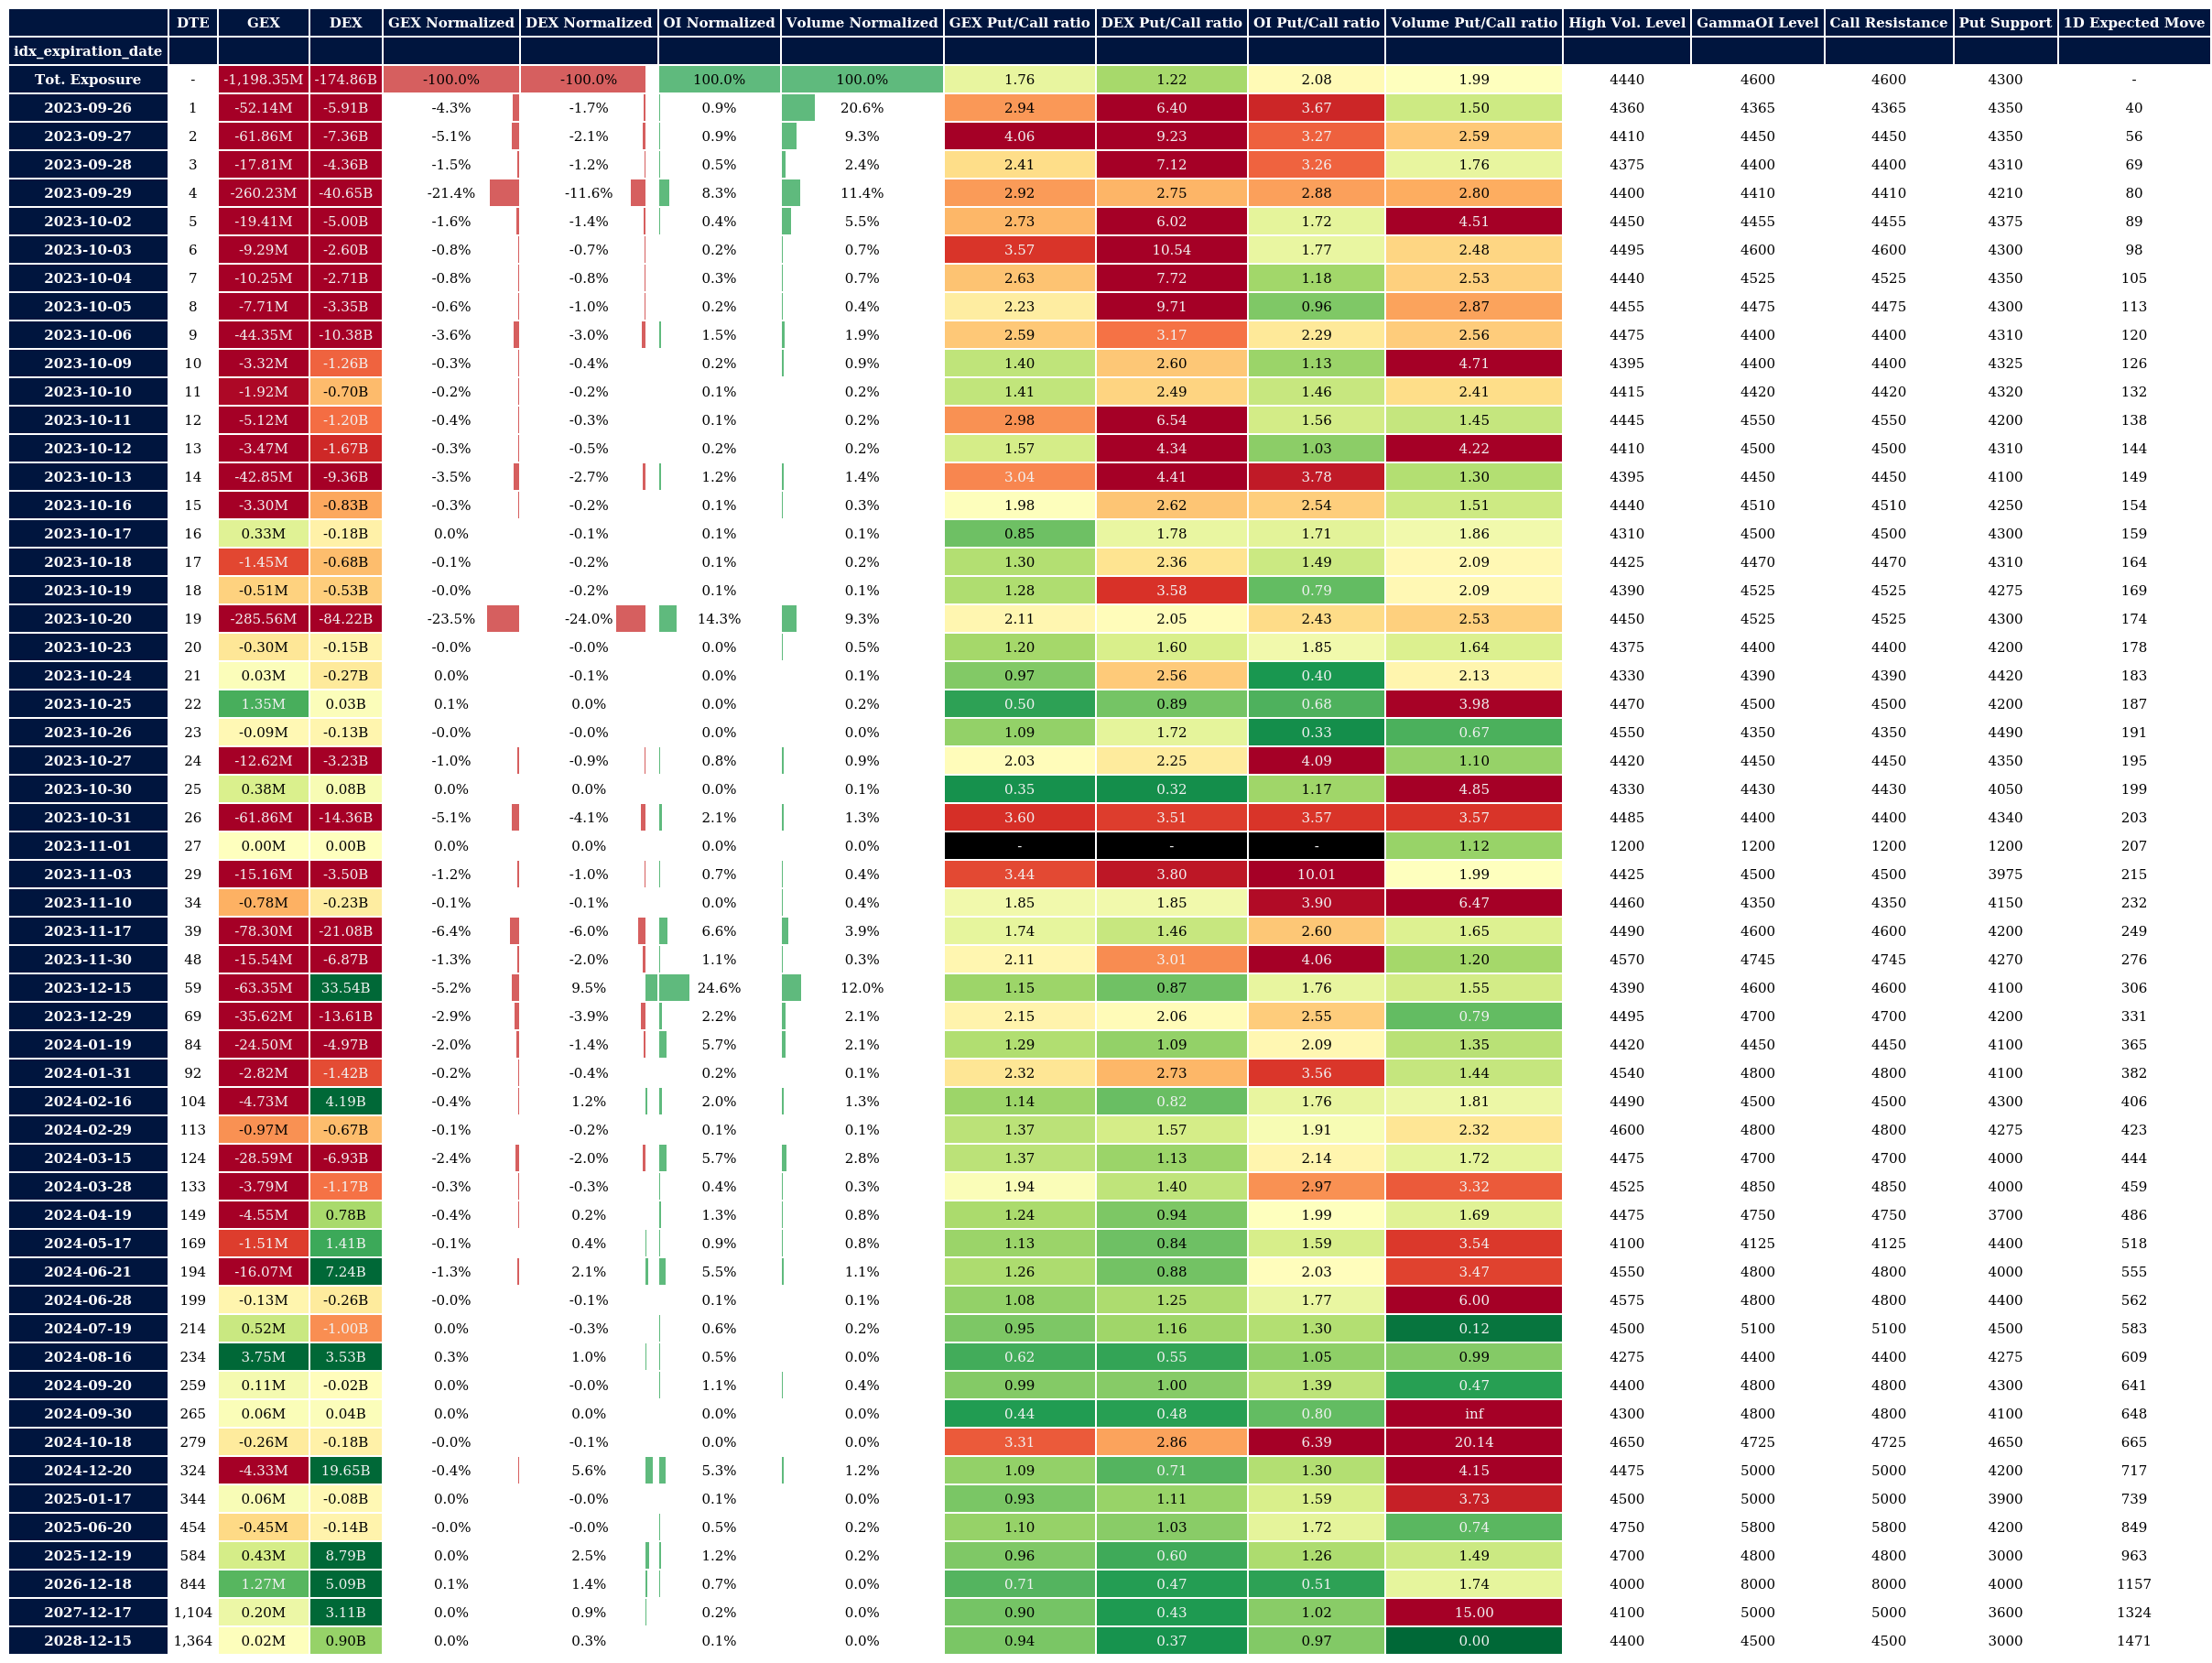 DTE GEX DEX GEX Normalized DEX Normalized OI Normalized Volume Normalized GEX Put/Call ratio DEX Put/Call ratio OI Put/Call ratio Volume Put/Call ratio High Vol. Level GammaOI Level Call Resistance Put Support 1D Expected Move
idx_expiration_date
Tot. Exposure - -1,198.35M -174.86B -100.0% -100.0% 100.0% 100.0% 1.76 1.22 2.08 1.99 4440 4600 4600 4300 -
2023-09-26 1 -52.14M -5.91B -4.3% -1.7% 0.9% 20.6% 2.94 6.40 3.67 1.50 4360 4365 4365 4350 40
2023-09-27 2 -61.86M -7.36B -5.1% -2.1% 0.9% 9.3% 4.06 9.23 3.27 2.59 4410 4450 4450 4350 56
2023-09-28 3 -17.81M -4.36B -1.5% -1.2% 0.5% 2.4% 2.41 7.12 3.26 1.76 4375 4400 4400 4310 69
2023-09-29 4 -260.23M -40.65B -21.4% -11.6% 8.3% 11.4% 2.92 2.75 2.88 2.80 4400 4410 4410 4210 80
2023-10-02 5 -19.41M -5.00B -1.6% -1.4% 0.4% 5.5% 2.73 6.02 1.72 4.51 4450 4455 4455 4375 89
2023-10-03 6 -9.29M -2.60B -0.8% -0.7% 0.2% 0.7% 3.57 10.54 1.77 2.48 4495 4600 4600 4300 98
2023-10-04 7 -10.25M -2.71B -0.8% -0.8% 0.3% 0.7% 2.63 7.72 1.18 2.53 4440 4525 4525 4350 105
2023-10-05 8 -7.71M -3.35B -0.6% -1.0% 0.2% 0.4% 2.23 9.71 0.96 2.87 4455 4475 4475 4300 113
2023-10-06 9 -44.35M -10.38B -3.6% -3.0% 1.5% 1.9% 2.59 3.17 2.29 2.56 4475 4400 4400 4310 120
2023-10-09 10 -3.32M -1.26B -0.3% -0.4% 0.2% 0.9% 1.40 2.60 1.13 4.71 4395 4400 4400 4325 126
2023-10-10 11 -1.92M -0.70B -0.2% -0.2% 0.1% 0.2% 1.41 2.49 1.46 2.41 4415 4420 4420 4320 132
2023-10-11 12 -5.12M -1.20B -0.4% -0.3% 0.1% 0.2% 2.98 6.54 1.56 1.45 4445 4550 4550 4200 138
2023-10-12 13 -3.47M -1.67B -0.3% -0.5% 0.2% 0.2% 1.57 4.34 1.03 4.22 4410 4500 4500 4310 144
2023-10-13 14 -42.85M -9.36B -3.5% -2.7% 1.2% 1.4% 3.04 4.41 3.78 1.30 4395 4450 4450 4100 149
2023-10-16 15 -3.30M -0.83B -0.3% -0.2% 0.1% 0.3% 1.98 2.62 2.54 1.51 4440 4510 4510 4250 154
2023-10-17 16 0.33M -0.18B 0.0% -0.1% 0.1% 0.1% 0.85 1.78 1.71 1.86 4310 4500 4500 4300 159
2023-10-18 17 -1.45M -0.68B -0.1% -0.2% 0.1% 0.2% 1.30 2.36 1.49 2.09 4425 4470 4470 4310 164
2023-10-19 18 -0.51M -0.53B -0.0% -0.2% 0.1% 0.1% 1.28 3.58 0.79 2.09 4390 4525 4525 4275 169
2023-10-20 19 -285.56M -84.22B -23.5% -24.0% 14.3% 9.3% 2.11 2.05 2.43 2.53 4450 4525 4525 4300 174
2023-10-23 20 -0.30M -0.15B -0.0% -0.0% 0.0% 0.5% 1.20 1.60 1.85 1.64 4375 4400 4400 4200 178
2023-10-24 21 0.03M -0.27B 0.0% -0.1% 0.0% 0.1% 0.97 2.56 0.40 2.13 4330 4390 4390 4420 183
2023-10-25 22 1.35M 0.03B 0.1% 0.0% 0.0% 0.2% 0.50 0.89 0.68 3.98 4470 4500 4500 4200 187
2023-10-26 23 -0.09M -0.13B -0.0% -0.0% 0.0% 0.0% 1.09 1.72 0.33 0.67 4550 4350 4350 4490 191
2023-10-27 24 -12.62M -3.23B -1.0% -0.9% 0.8% 0.9% 2.03 2.25 4.09 1.10 4420 4450 4450 4350 195
2023-10-30 25 0.38M 0.08B 0.0% 0.0% 0.0% 0.1% 0.35 0.32 1.17 4.85 4330 4430 4430 4050 199
2023-10-31 26 -61.86M -14.36B -5.1% -4.1% 2.1% 1.3% 3.60 3.51 3.57 3.57 4485 4400 4400 4340 203
2023-11-01 27 0.00M 0.00B 0.0% 0.0% 0.0% 0.0% - - - 1.12 1200 1200 1200 1200 207
2023-11-03 29 -15.16M -3.50B -1.2% -1.0% 0.7% 0.4% 3.44 3.80 10.01 1.99 4425 4500 4500 3975 215
2023-11-10 34 -0.78M -0.23B -0.1% -0.1% 0.0% 0.4% 1.85 1.85 3.90 6.47 4460 4350 4350 4150 232
2023-11-17 39 -78.30M -21.08B -6.4% -6.0% 6.6% 3.9% 1.74 1.46 2.60 1.65 4490 4600 4600 4200 249
2023-11-30 48 -15.54M -6.87B -1.3% -2.0% 1.1% 0.3% 2.11 3.01 4.06 1.20 4570 4745 4745 4270 276
2023-12-15 59 -63.35M 33.54B -5.2% 9.5% 24.6% 12.0% 1.15 0.87 1.76 1.55 4390 4600 4600 4100 306
2023-12-29 69 -35.62M -13.61B -2.9% -3.9% 2.2% 2.1% 2.15 2.06 2.55 0.79 4495 4700 4700 4200 331
2024-01-19 84 -24.50M -4.97B -2.0% -1.4% 5.7% 2.1% 1.29 1.09 2.09 1.35 4420 4450 4450 4100 365
2024-01-31 92 -2.82M -1.42B -0.2% -0.4% 0.2% 0.1% 2.32 2.73 3.56 1.44 4540 4800 4800 4100 382
2024-02-16 104 -4.73M 4.19B -0.4% 1.2% 2.0% 1.3% 1.14 0.82 1.76 1.81 4490 4500 4500 4300 406
2024-02-29 113 -0.97M -0.67B -0.1% -0.2% 0.1% 0.1% 1.37 1.57 1.91 2.32 4600 4800 4800 4275 423
2024-03-15 124 -28.59M -6.93B -2.4% -2.0% 5.7% 2.8% 1.37 1.13 2.14 1.72 4475 4700 4700 4000 444
2024-03-28 133 -3.79M -1.17B -0.3% -0.3% 0.4% 0.3% 1.94 1.40 2.97 3.32 4525 4850 4850 4000 459
2024-04-19 149 -4.55M 0.78B -0.4% 0.2% 1.3% 0.8% 1.24 0.94 1.99 1.69 4475 4750 4750 3700 486
2024-05-17 169 -1.51M 1.41B -0.1% 0.4% 0.9% 0.8% 1.13 0.84 1.59 3.54 4100 4125 4125 4400 518
2024-06-21 194 -16.07M 7.24B -1.3% 2.1% 5.5% 1.1% 1.26 0.88 2.03 3.47 4550 4800 4800 4000 555
2024-06-28 199 -0.13M -0.26B -0.0% -0.1% 0.1% 0.1% 1.08 1.25 1.77 6.00 4575 4800 4800 4400 562
2024-07-19 214 0.52M -1.00B 0.0% -0.3% 0.6% 0.2% 0.95 1.16 1.30 0.12 4500 5100 5100 4500 583
2024-08-16 234 3.75M 3.53B 0.3% 1.0% 0.5% 0.0% 0.62 0.55 1.05 0.99 4275 4400 4400 4275 609
2024-09-20 259 0.11M -0.02B 0.0% -0.0% 1.1% 0.4% 0.99 1.00 1.39 0.47 4400 4800 4800 4300 641
2024-09-30 265 0.06M 0.04B 0.0% 0.0% 0.0% 0.0% 0.44 0.48 0.80 inf 4300 4800 4800 4100 648
2024-10-18 279 -0.26M -0.18B -0.0% -0.1% 0.0% 0.0% 3.31 2.86 6.39 20.14 4650 4725 4725 4650 665
2024-12-20 324 -4.33M 19.65B -0.4% 5.6% 5.3% 1.2% 1.09 0.71 1.30 4.15 4475 5000 5000 4200 717
2025-01-17 344 0.06M -0.08B 0.0% -0.0% 0.1% 0.0% 0.93 1.11 1.59 3.73 4500 5000 5000 3900 739
2025-06-20 454 -0.45M -0.14B -0.0% -0.0% 0.5% 0.2% 1.10 1.03 1.72 0.74 4750 5800 5800 4200 849
2025-12-19 584 0.43M 8.79B 0.0% 2.5% 1.2% 0.2% 0.96 0.60 1.26 1.49 4700 4800 4800 3000 963
2026-12-18 844 1.27M 5.09B 0.1% 1.4% 0.7% 0.0% 0.71 0.47 0.51 1.74 4000 8000 8000 4000 1157
2027-12-17 1,104 0.20M 3.11B 0.0% 0.9% 0.2% 0.0% 0.90 0.43 1.02 15.00 4100 5000 5000 3600 1324
2028-12-15 1,364 0.02M 0.90B 0.0% 0.3% 0.1% 0.0% 0.94 0.37 0.97 0.00 4400 4500 4500 3000 1471